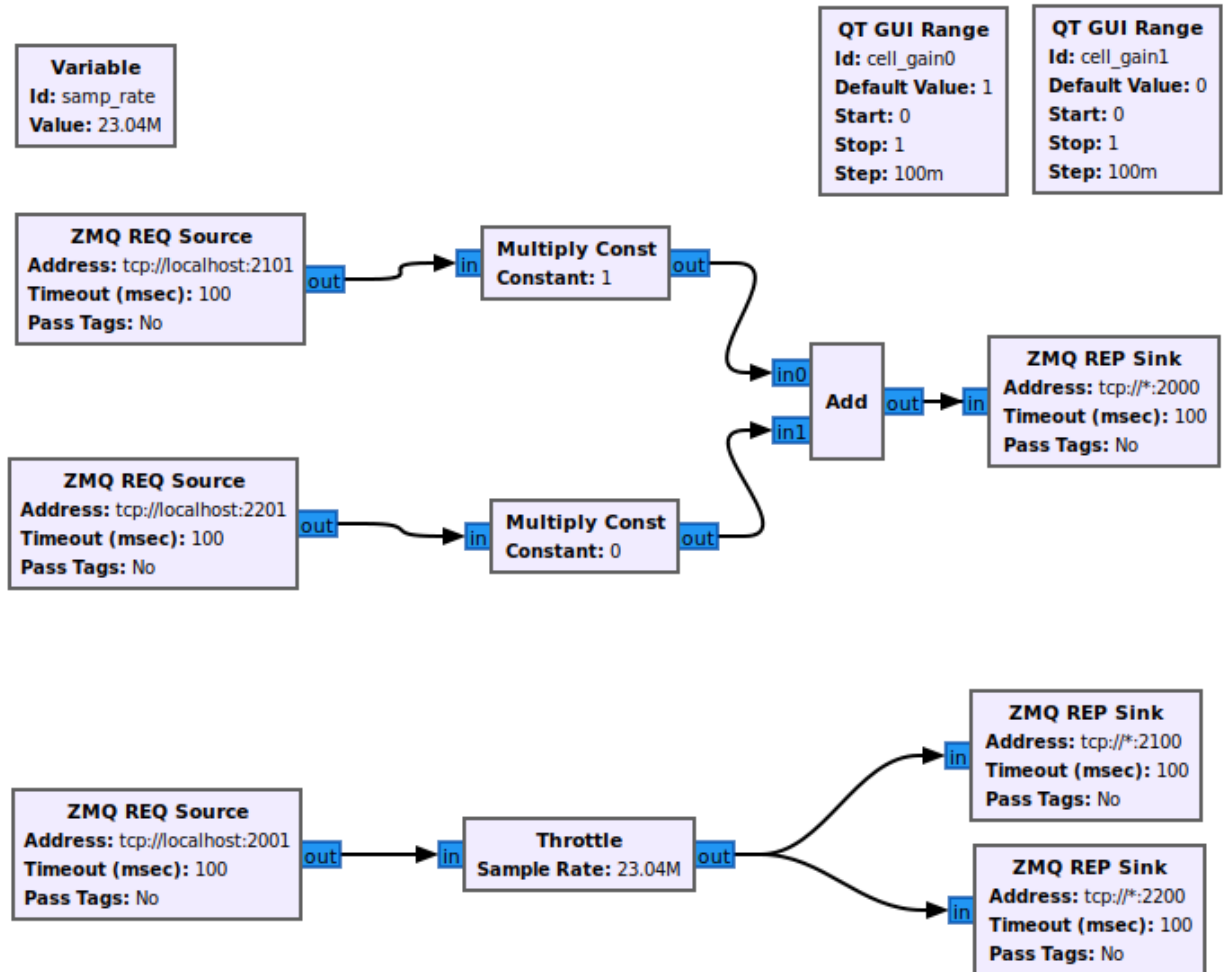 Variable
Id: samp_rate
Value: 23.04M
QT GUI Range
Id: cell_gain0
Default Value: 1
Start: 0
Stop: 1
Step: 100m
QT GUI Range
Id: cell_gain1
Default Value: 0
Start: 0
Stop: 1
Step: 100m
ZMQ REQ Source
Address: tcp://localhost:2101
Timeout (msec): 100
Pass Tags: No
out
in
Multiply Const
Constant: 1
out
ZMQ REQ Source
Address: tcp://localhost:2201
Timeout (msec): 100
Pass Tags: No
out
in
Multiply Const
Constant: 0
out
in0
in1
Add
out
in
ZMQ REP Sink
Address: tcp://*:2000
Timeout (msec): 100
Pass Tags: No
ZMQ REQ Source
Address: tcp://localhost:2001
Timeout (msec): 100
Pass Tags: No
out
in
Throttle
Sample Rate: 23.04M
out
in
ZMQ REP Sink
Address: tcp://*:2100
Timeout (msec): 100
Pass Tags: No
in
ZMQ REP Sink
Address: tcp://*:2200
Timeout (msec): 100
Pass Tags: No